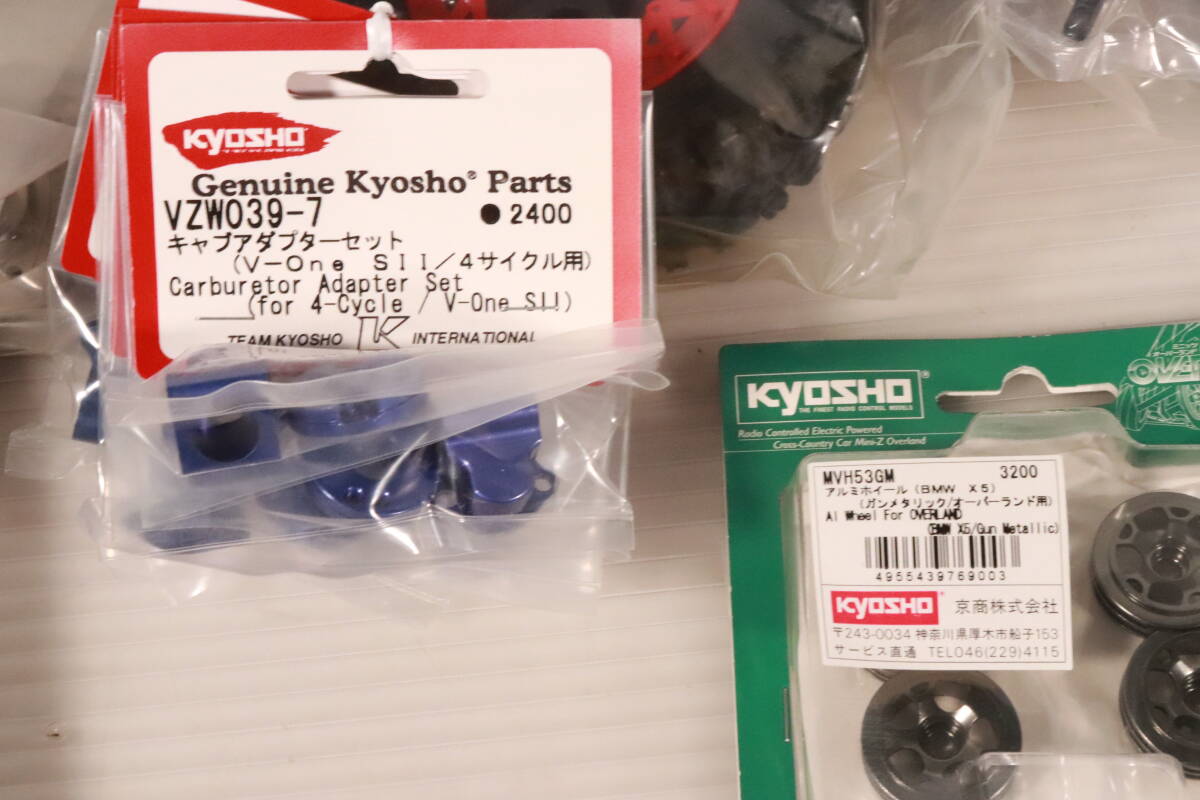 KYOSHO
Genuine Kyosho® Parts
VZW039-7 ●2400
キャブアダプターセット
(V-One SII/4サイクル用)
Carburetor Adapter Set
(for 4-Cycle / V-One SII)
TEAM KYOSHO K INTERNATIONAL
KYOSHO®
THE FINEST RADIO CONTROL MODELS
Radio Controlled Electric Powered
Cross-Country Car Mini-Z Overland
MVH53GM 3200
アルミホイール(BMW X5)
(ガンメタリック/オーバーランド用)
Al Wheel For OVERLAND
(BMW X5/Gun Metallic)
4955439769003
KYOSHO® 京商株式会社
〒243-0034 神奈川県厚木市船子153
サービス直通 TEL046(229)4115